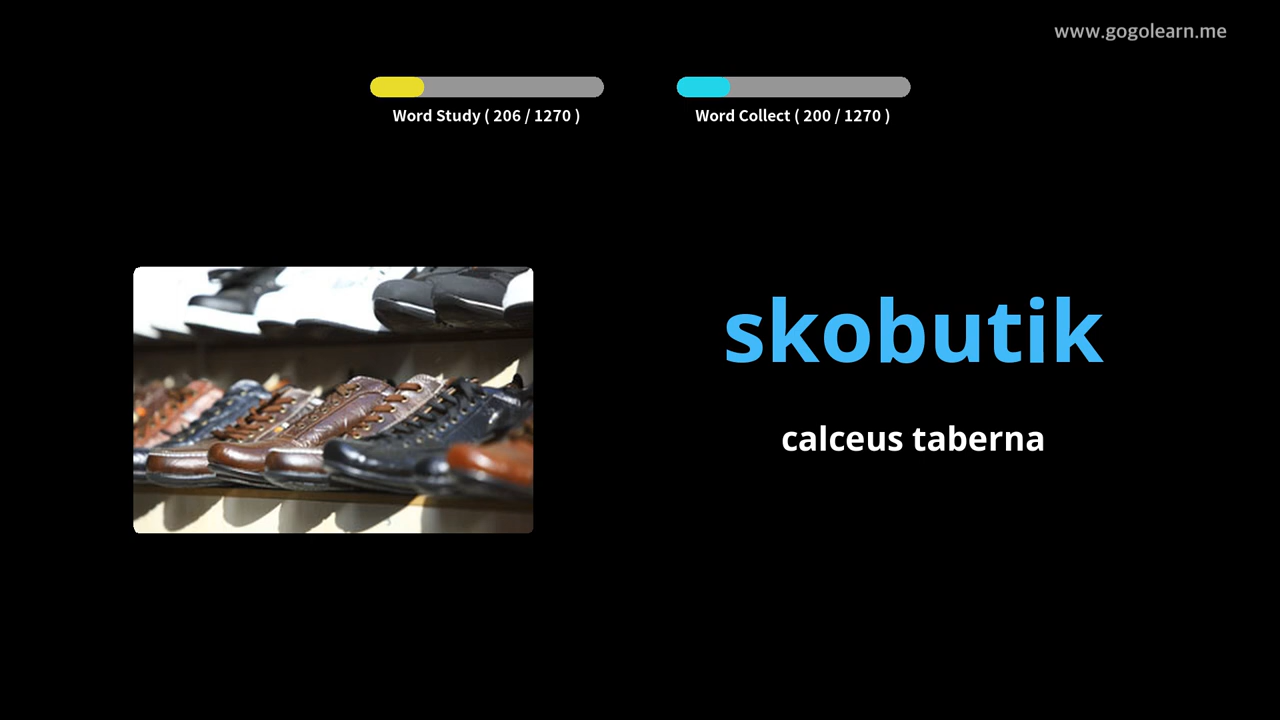 www.gogolearn.me
Word Study ( 206 / 1270 )
Word Collect ( 200 / 1270 )
skobutik
calceus taberna